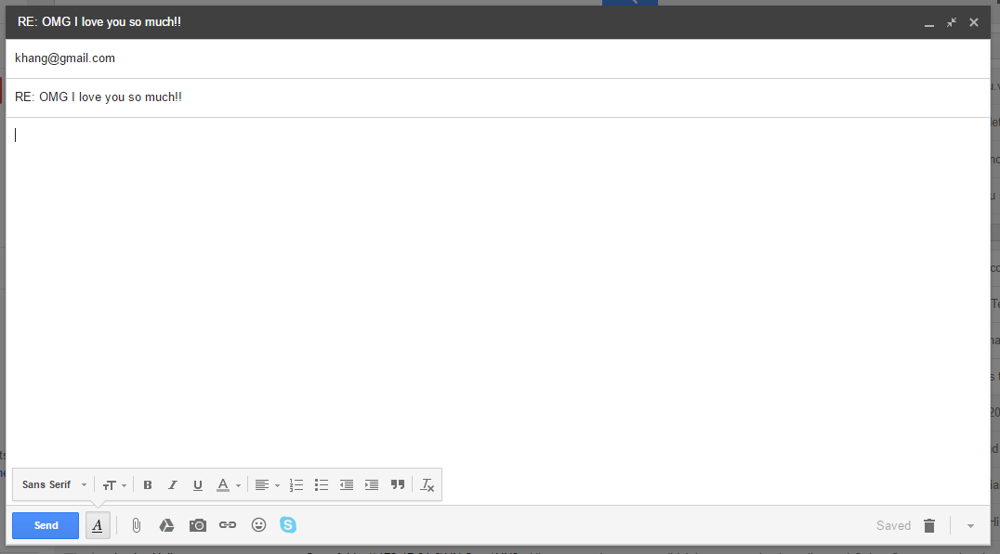 RE: OMG I love you so much!!
khang@gmail.com
RE: OMG I love you so much!!
Sans Serif
Send
Saved